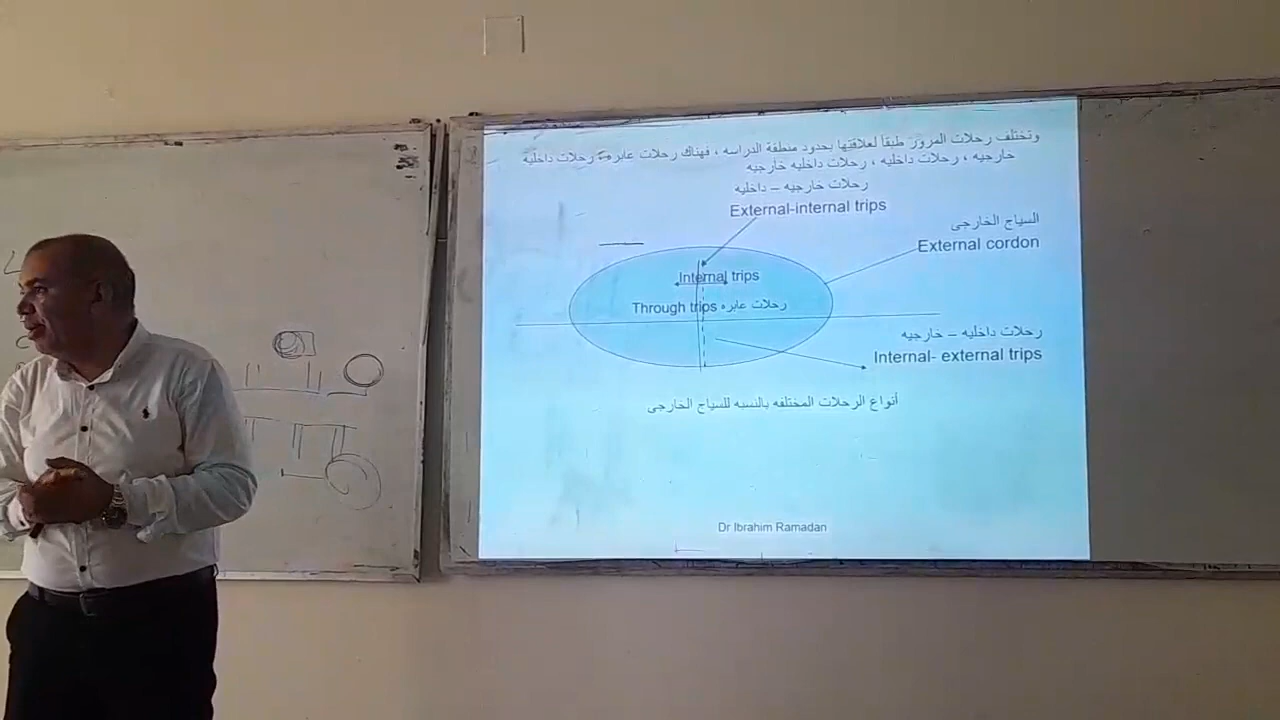 وتختلف رحلات المرور طبقاً لعلاقتها بحدود منطقة الدراسه ، فهناك رحلات عابره، رحلات داخلية
خارجيه ، رحلات داخليه ، رحلات داخليه خارجيه
رحلات خارجيه – داخليه
External-internal trips
السياج الخارجى
External cordon
Internal trips
Through trips رحلات عابره
رحلات داخليه – خارجيه
Internal- external trips
أنواع الرحلات المختلفه بالنسبه للسياج الخارجى
Dr Ibrahim Ramadan